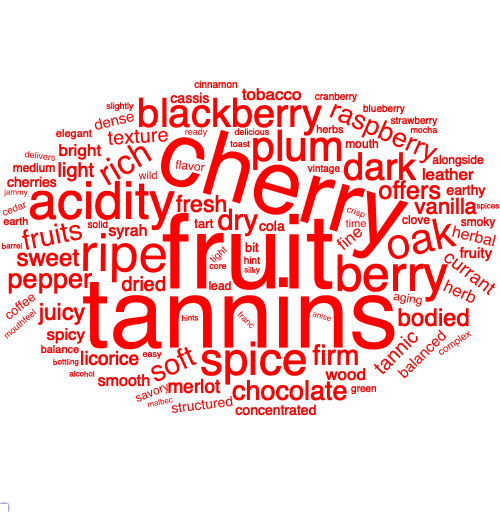 cinnamon
cassis
tobacco
cranberry
slightly
blackberry
raspberry
blueberry
dense
strawberry
elegant
texture
ready
delicious
herbs
mocha
bright
rich
cherry
toast
plum
mouth
delivers
medium
light
wild
flavor
vintage
dark
alongside
leather
cherries
jammy
acidity
fresh
offers
earthy
cedar
earth
solid
syrah
tart
dry
cola
crisp
time
fine
vanilla
spices
clove
smoky
barrel
fruits
ripe
fruit
tight
bit
oak
herbal
sweet
core
hint
silky
berry
fruity
currant
pepper
dried
lead
aging
herb
coffee
mouthfeel
juicy
tannins
hints
franc
anise
bodied
spicy
balance
licorice
easy
soft
spice
firm
tannic
balanced
complex
bottling
alcohol
smooth
savory
merlot
chocolate
wood
green
malbec
structured
concentrated